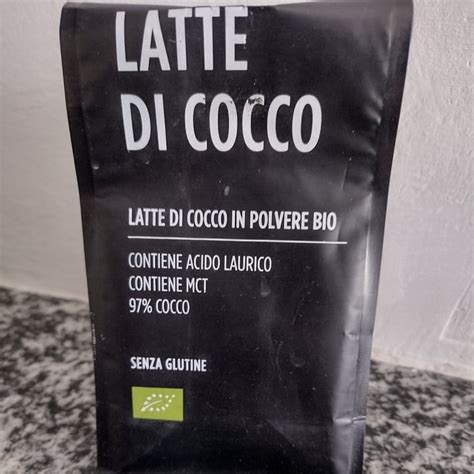 LATTE
DI COCCO
LATTE DI COCCO IN POLVERE BIO
CONTIENE ACIDO LAURICO
CONTIENE MCT
97% COCCO
SENZA GLUTINE